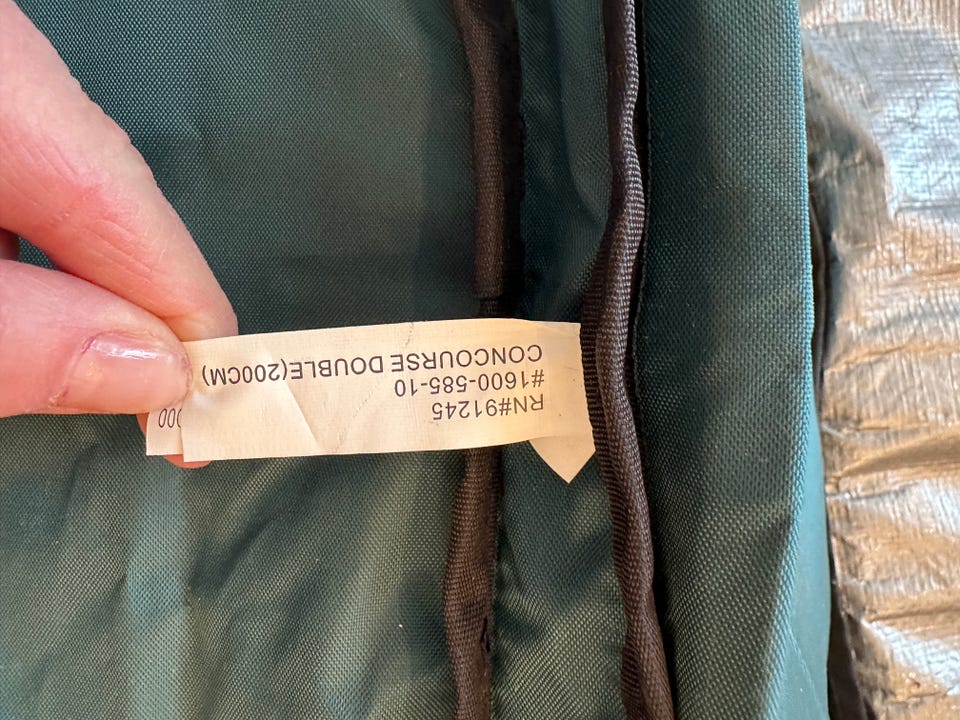 RN#91245
#1600-585-10
CONCOURSE DOUBLE(200CM)